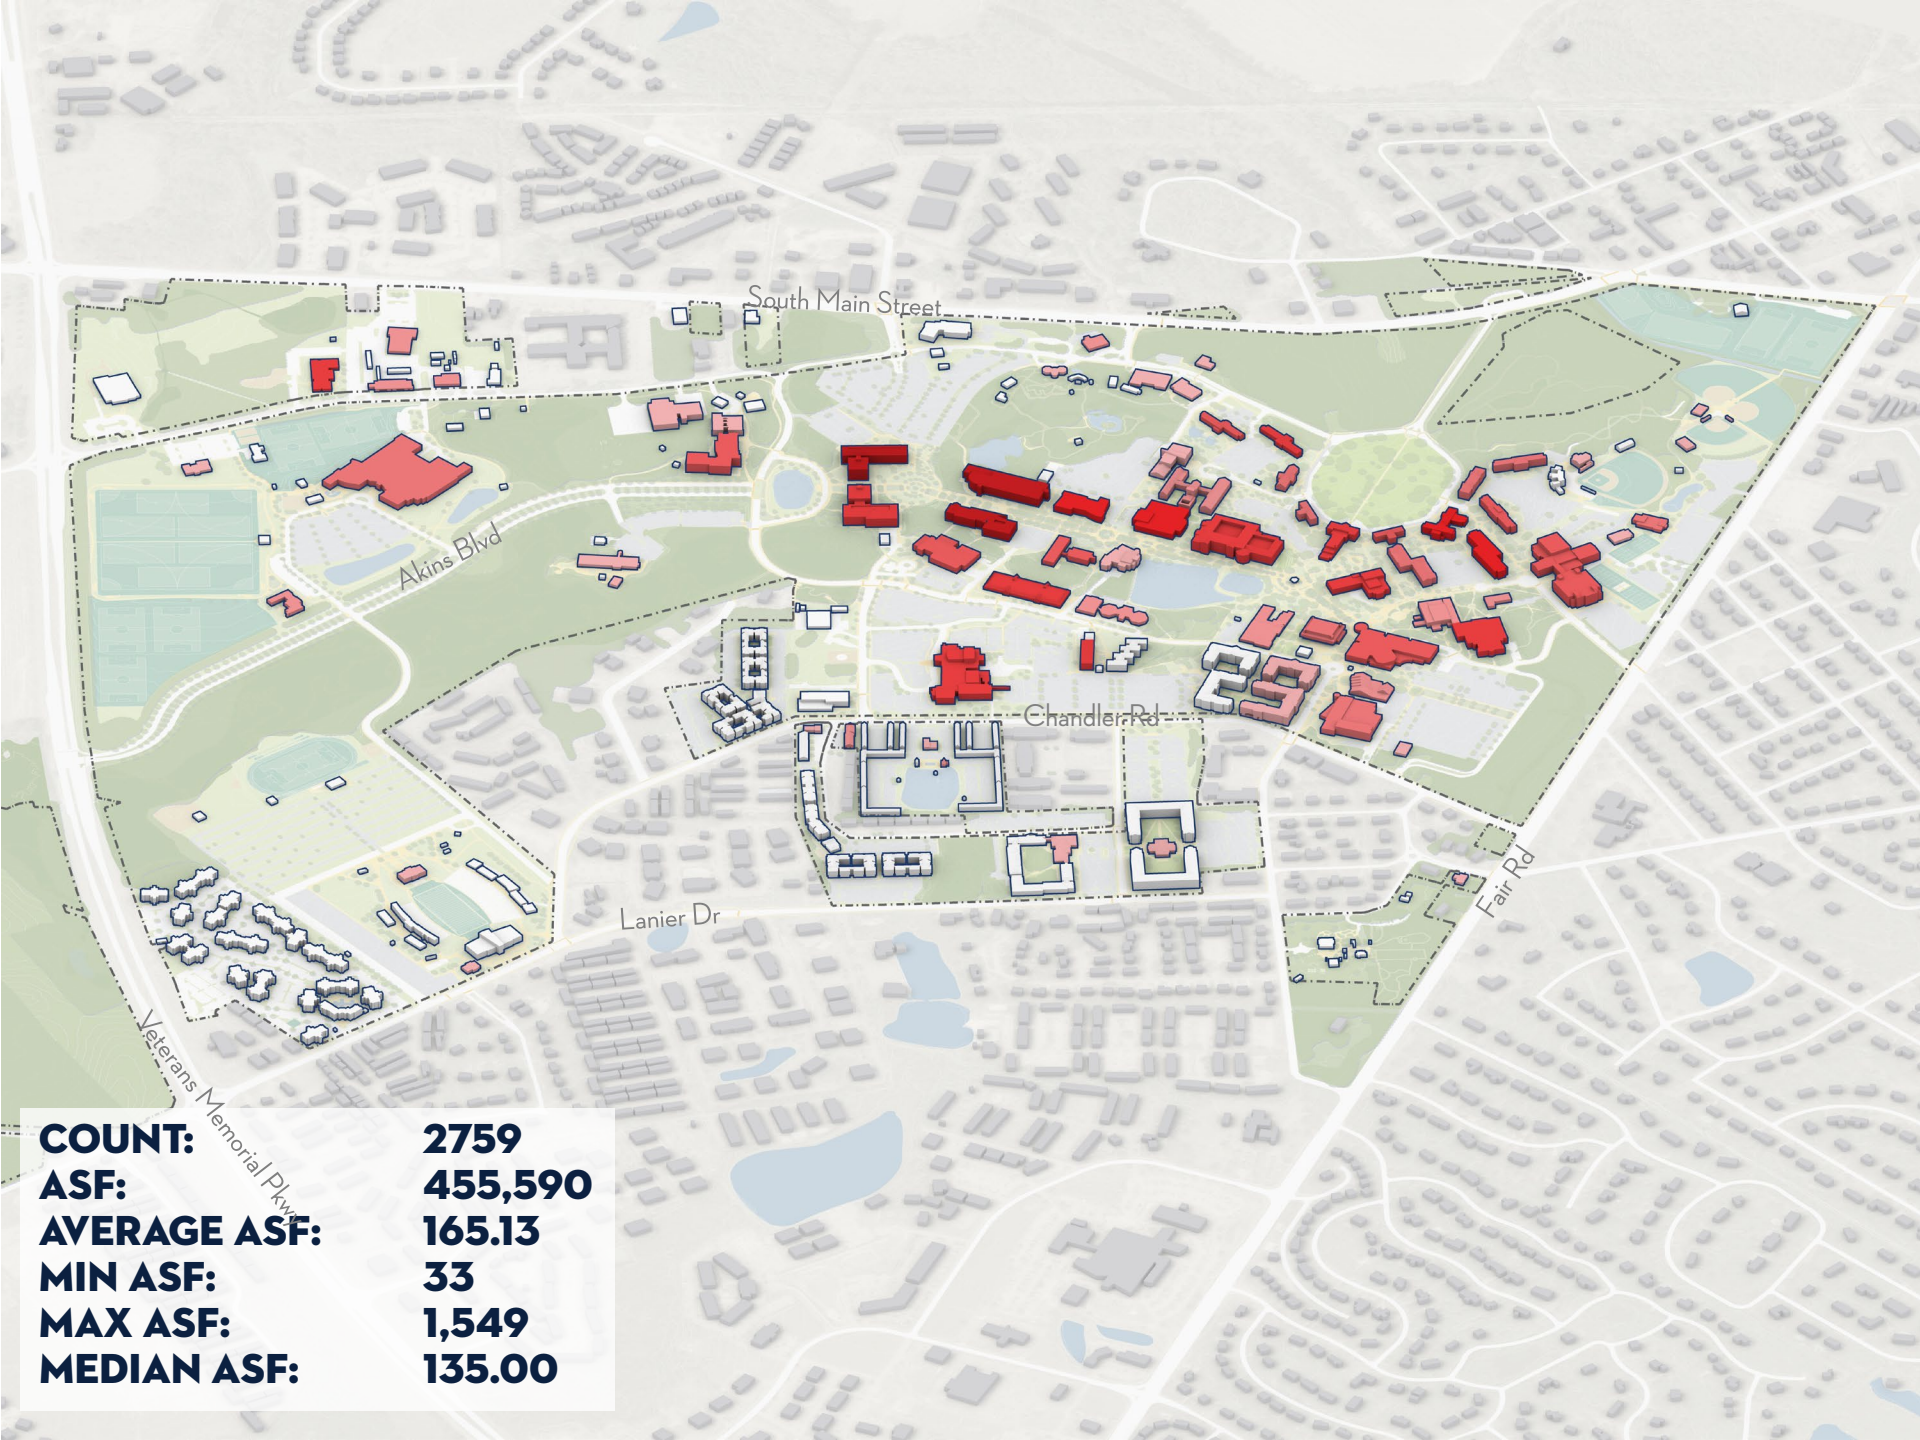 South Main Street
Akins Blvd
Chandler Rd
Lanier Dr
Fair Rd
Veterans Memorial Pkwy
COUNT: 2759
ASF: 455,590
AVERAGE ASF: 165.13
MIN ASF: 33
MAX ASF: 1,549
MEDIAN ASF: 135.00